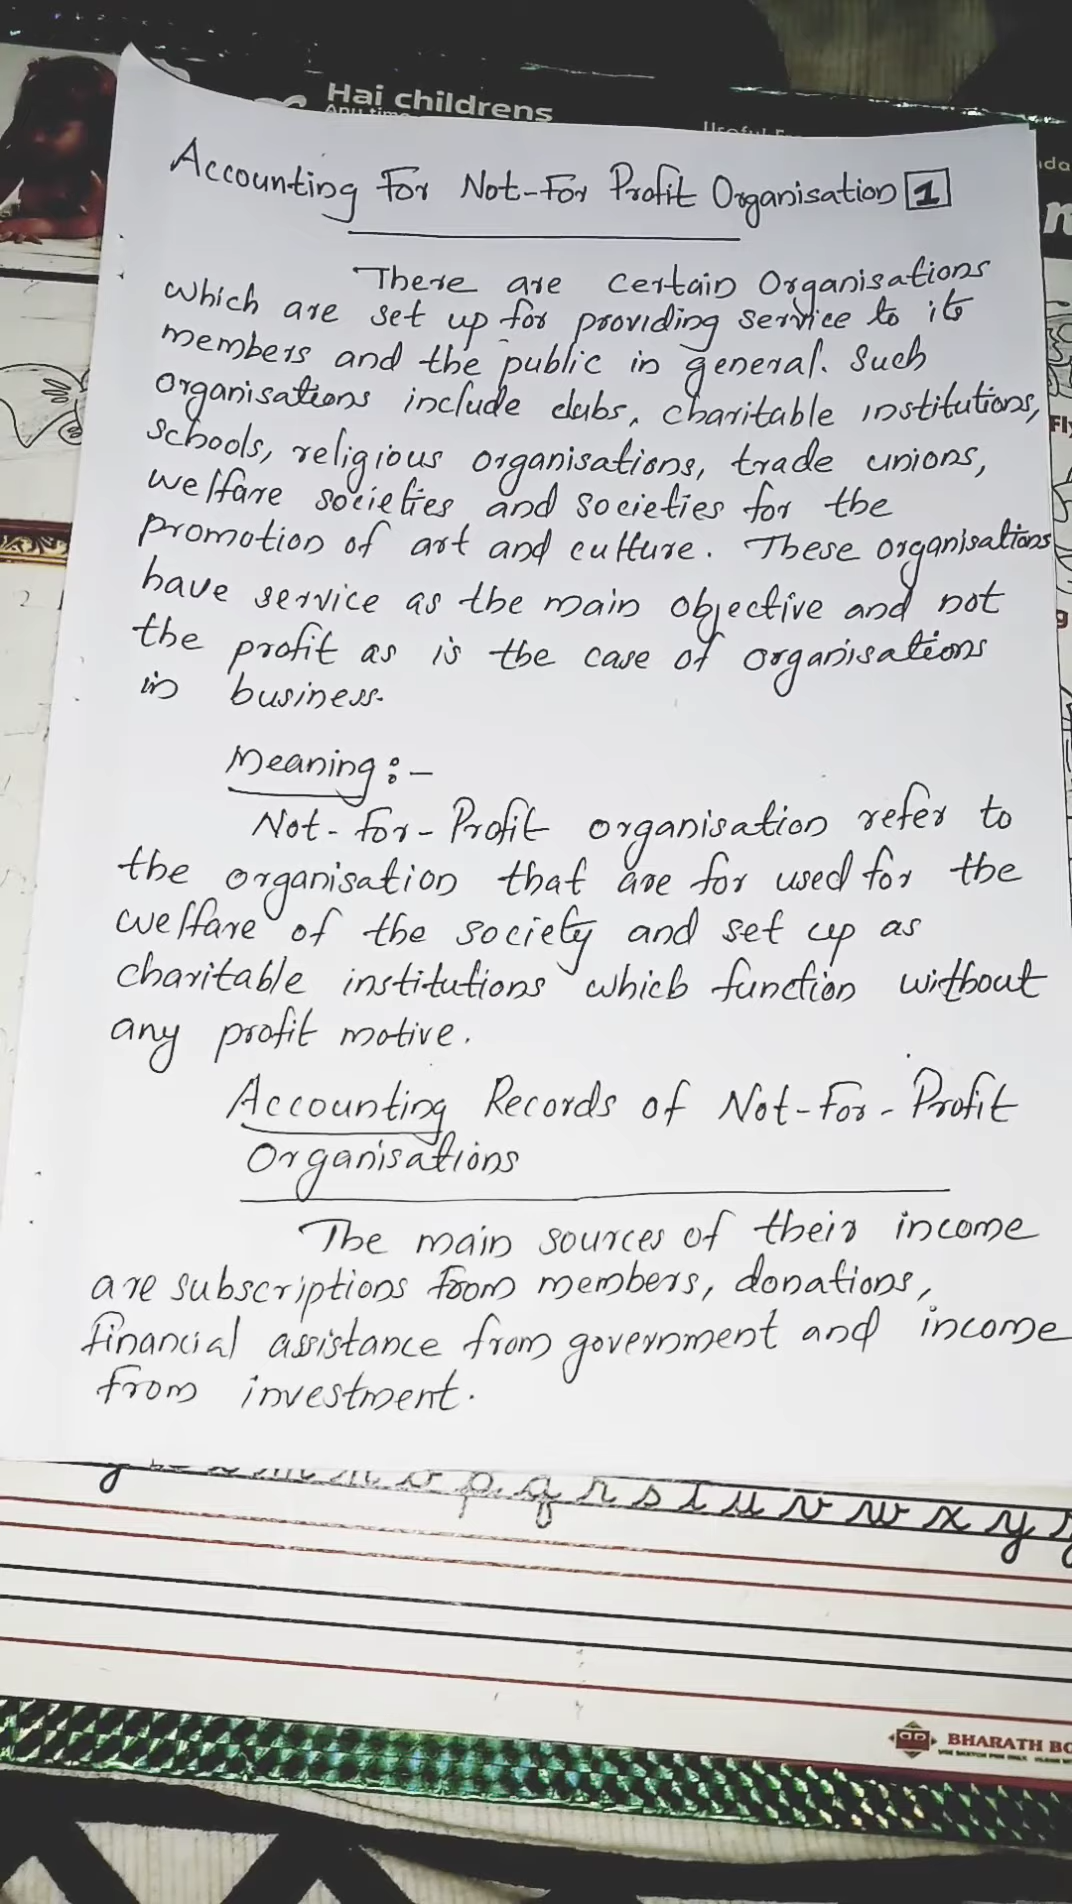 Hai childrens
Accounting For Not-For Profit Organisation 1
There are certain Organisations
which are set up for providing service to its
members and the public in general. Such
organisations include clubs, charitable institutions,
schools, religious organisations, trade unions,
welfare societies and societies for the
promotion of art and culture. These organisations
have service as the main objective and not
the profit as is the case of organisations
in business.
Meaning :-
Not-for-Profit organisation refer to
the organisation that are for used for the
welfare of the society and set up as
charitable institutions which function without
any profit motive.
Accounting Records of Not-For-Profit
Organisations
The main sources of their income
are subscriptions from members, donations,
financial assistance from government and income
from investment.
p q r s t u v w x y
BHARATH